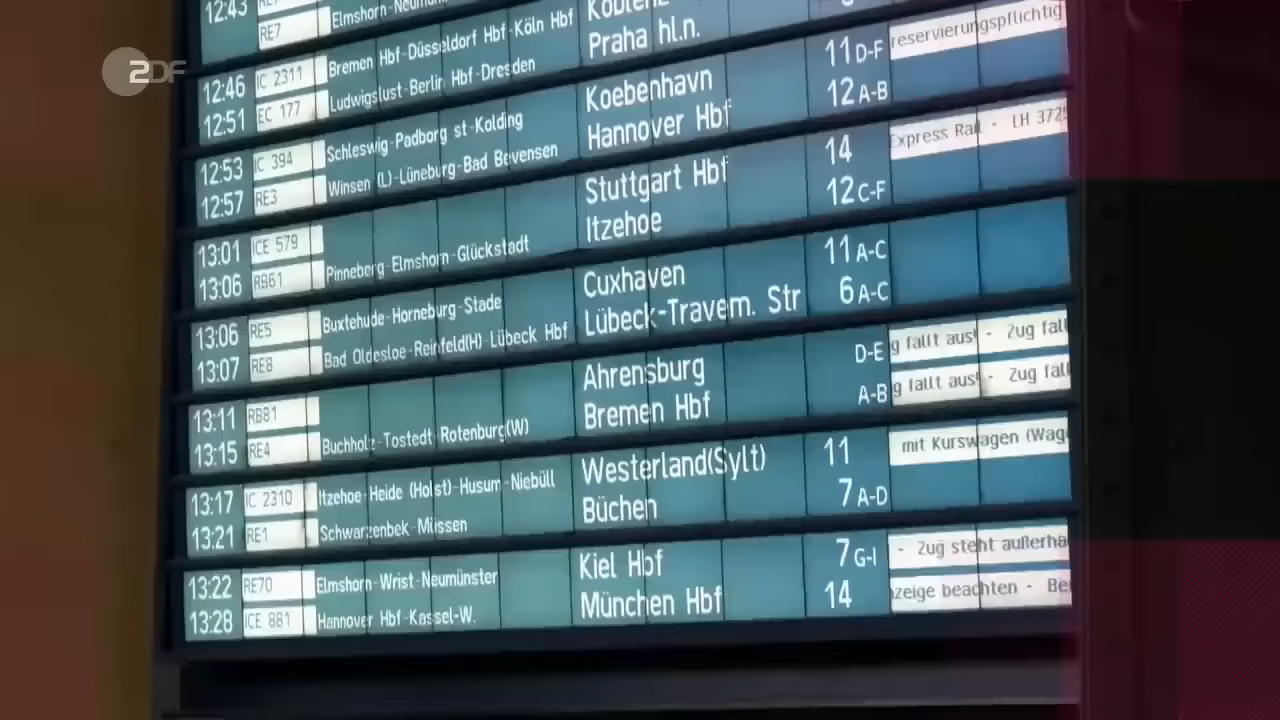 12:43 RE7 Elmshorn-Neumün
12:46 IC 2311 Bremen Hbf-Düsseldorf Hbf-Köln Hbf Koblenz
12:51 EC 177 Ludwigslust-Berlin Hbf-Dresden Praha hl.n.
12:53 IC 394 Schleswig-Padborg st-Kolding Koebenhavn 11 D-F reservierungspflichtig
12:57 RE3 Winsen (L)-Lüneburg-Bad Bevensen Hannover Hbf 12 A-B
13:01 ICE 579 Stuttgart Hbf 14 Express Rail - LH 372
13:06 RB61 Pinneberg-Elmshorn-Glückstadt Itzehoe 12 C-F
13:06 RE5 Buxtehude-Horneburg-Stade Cuxhaven 11 A-C
13:07 RE8 Bad Oldesloe-Reinfeld(H)-Lübeck Hbf Lübeck-Travem. Str 6 A-C
13:11 RB81 Ahrensburg D-E g fällt aus! - Zug fäl
13:15 RE4 Buchholz-Tostedt-Rotenburg(W) Bremen Hbf A-B g fällt aus! - Zug fäl
13:17 IC 2310 Itzehoe-Heide (Holst)-Husum-Niebüll Westerland(Sylt) 11 mit Kurswagen (Wag
13:21 RE1 Schwarzenbek-Müssen Büchen 7 A-D
13:22 RE70 Elmshorn-Wrist-Neumünster Kiel Hbf 7 G-I - Zug steht außerha
13:28 ICE 881 Hannover Hbf-Kassel-W. München Hbf 14 zeige beachten - Be
ZDF